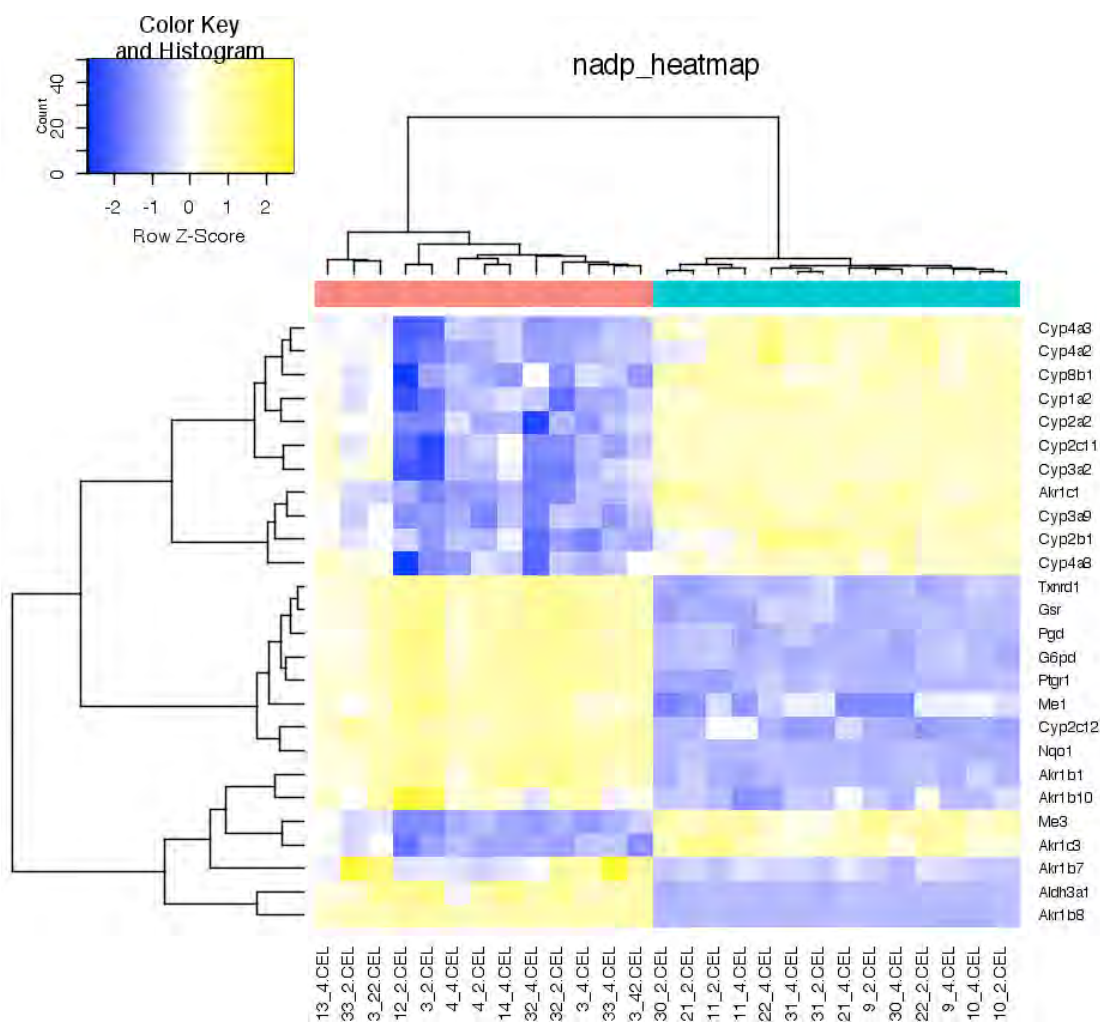 Color Key
and Histogram
nadp_heatmap
Count
0 20 40
-2 -1 0 1 2
Row Z-Score
Cyp4a3
Cyp4a2
Cyp8b1
Cyp1a2
Cyp2a2
Cyp2c11
Cyp3a2
Akr1c1
Cyp3a9
Cyp2b1
Cyp4a8
Txnrd1
Gsr
Pgd
G6pd
Ptgr1
Me1
Cyp2c12
Nqo1
Akr1b1
Akr1b10
Me3
Akr1c3
Akr1b7
Aldh3a1
Akr1b8
13_4.CEL
33_2.CEL
3_22.CEL
12_2.CEL
3_2.CEL
4_4.CEL
4_2.CEL
14_4.CEL
32_4.CEL
32_2.CEL
3_4.CEL
33_4.CEL
3_42.CEL
30_2.CEL
21_2.CEL
11_2.CEL
11_4.CEL
22_4.CEL
31_4.CEL
31_2.CEL
21_4.CEL
9_2.CEL
30_4.CEL
22_2.CEL
9_4.CEL
10_4.CEL
10_2.CEL